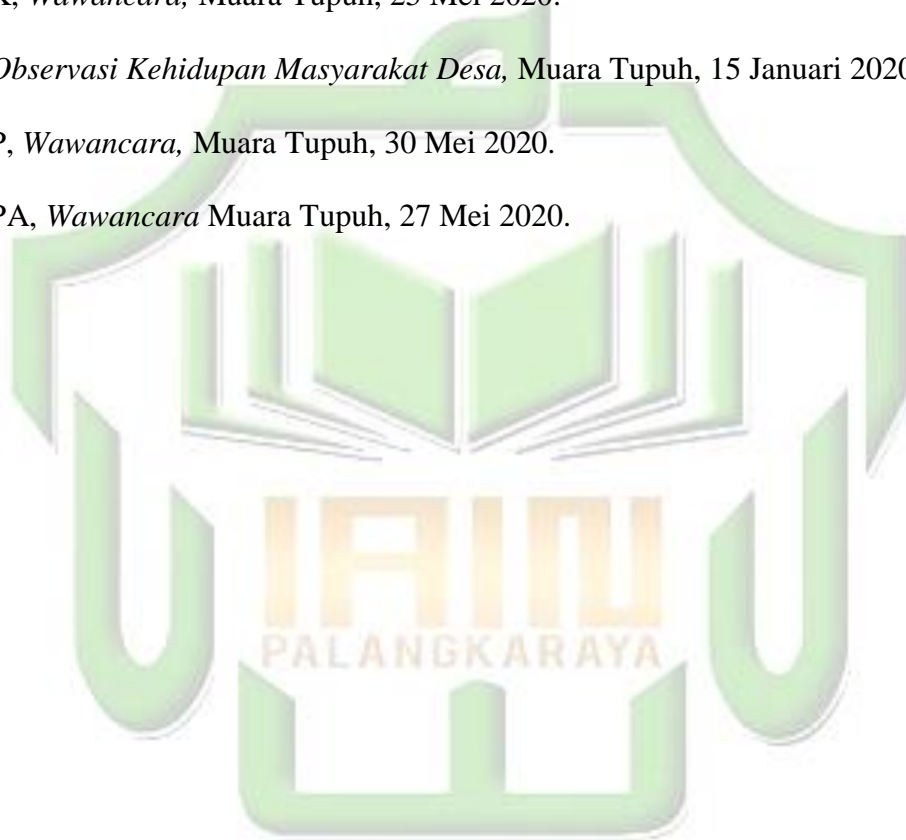 Wawancara, Muara Tupuh, 25 Mei 2020.
Observasi Kehidupan Masyarakat Desa, Muara Tupuh, 15 Januari 2020
P, Wawancara, Muara Tupuh, 30 Mei 2020.
PA, Wawancara Muara Tupuh, 27 Mei 2020.
IAIN
PALANGKARAYA